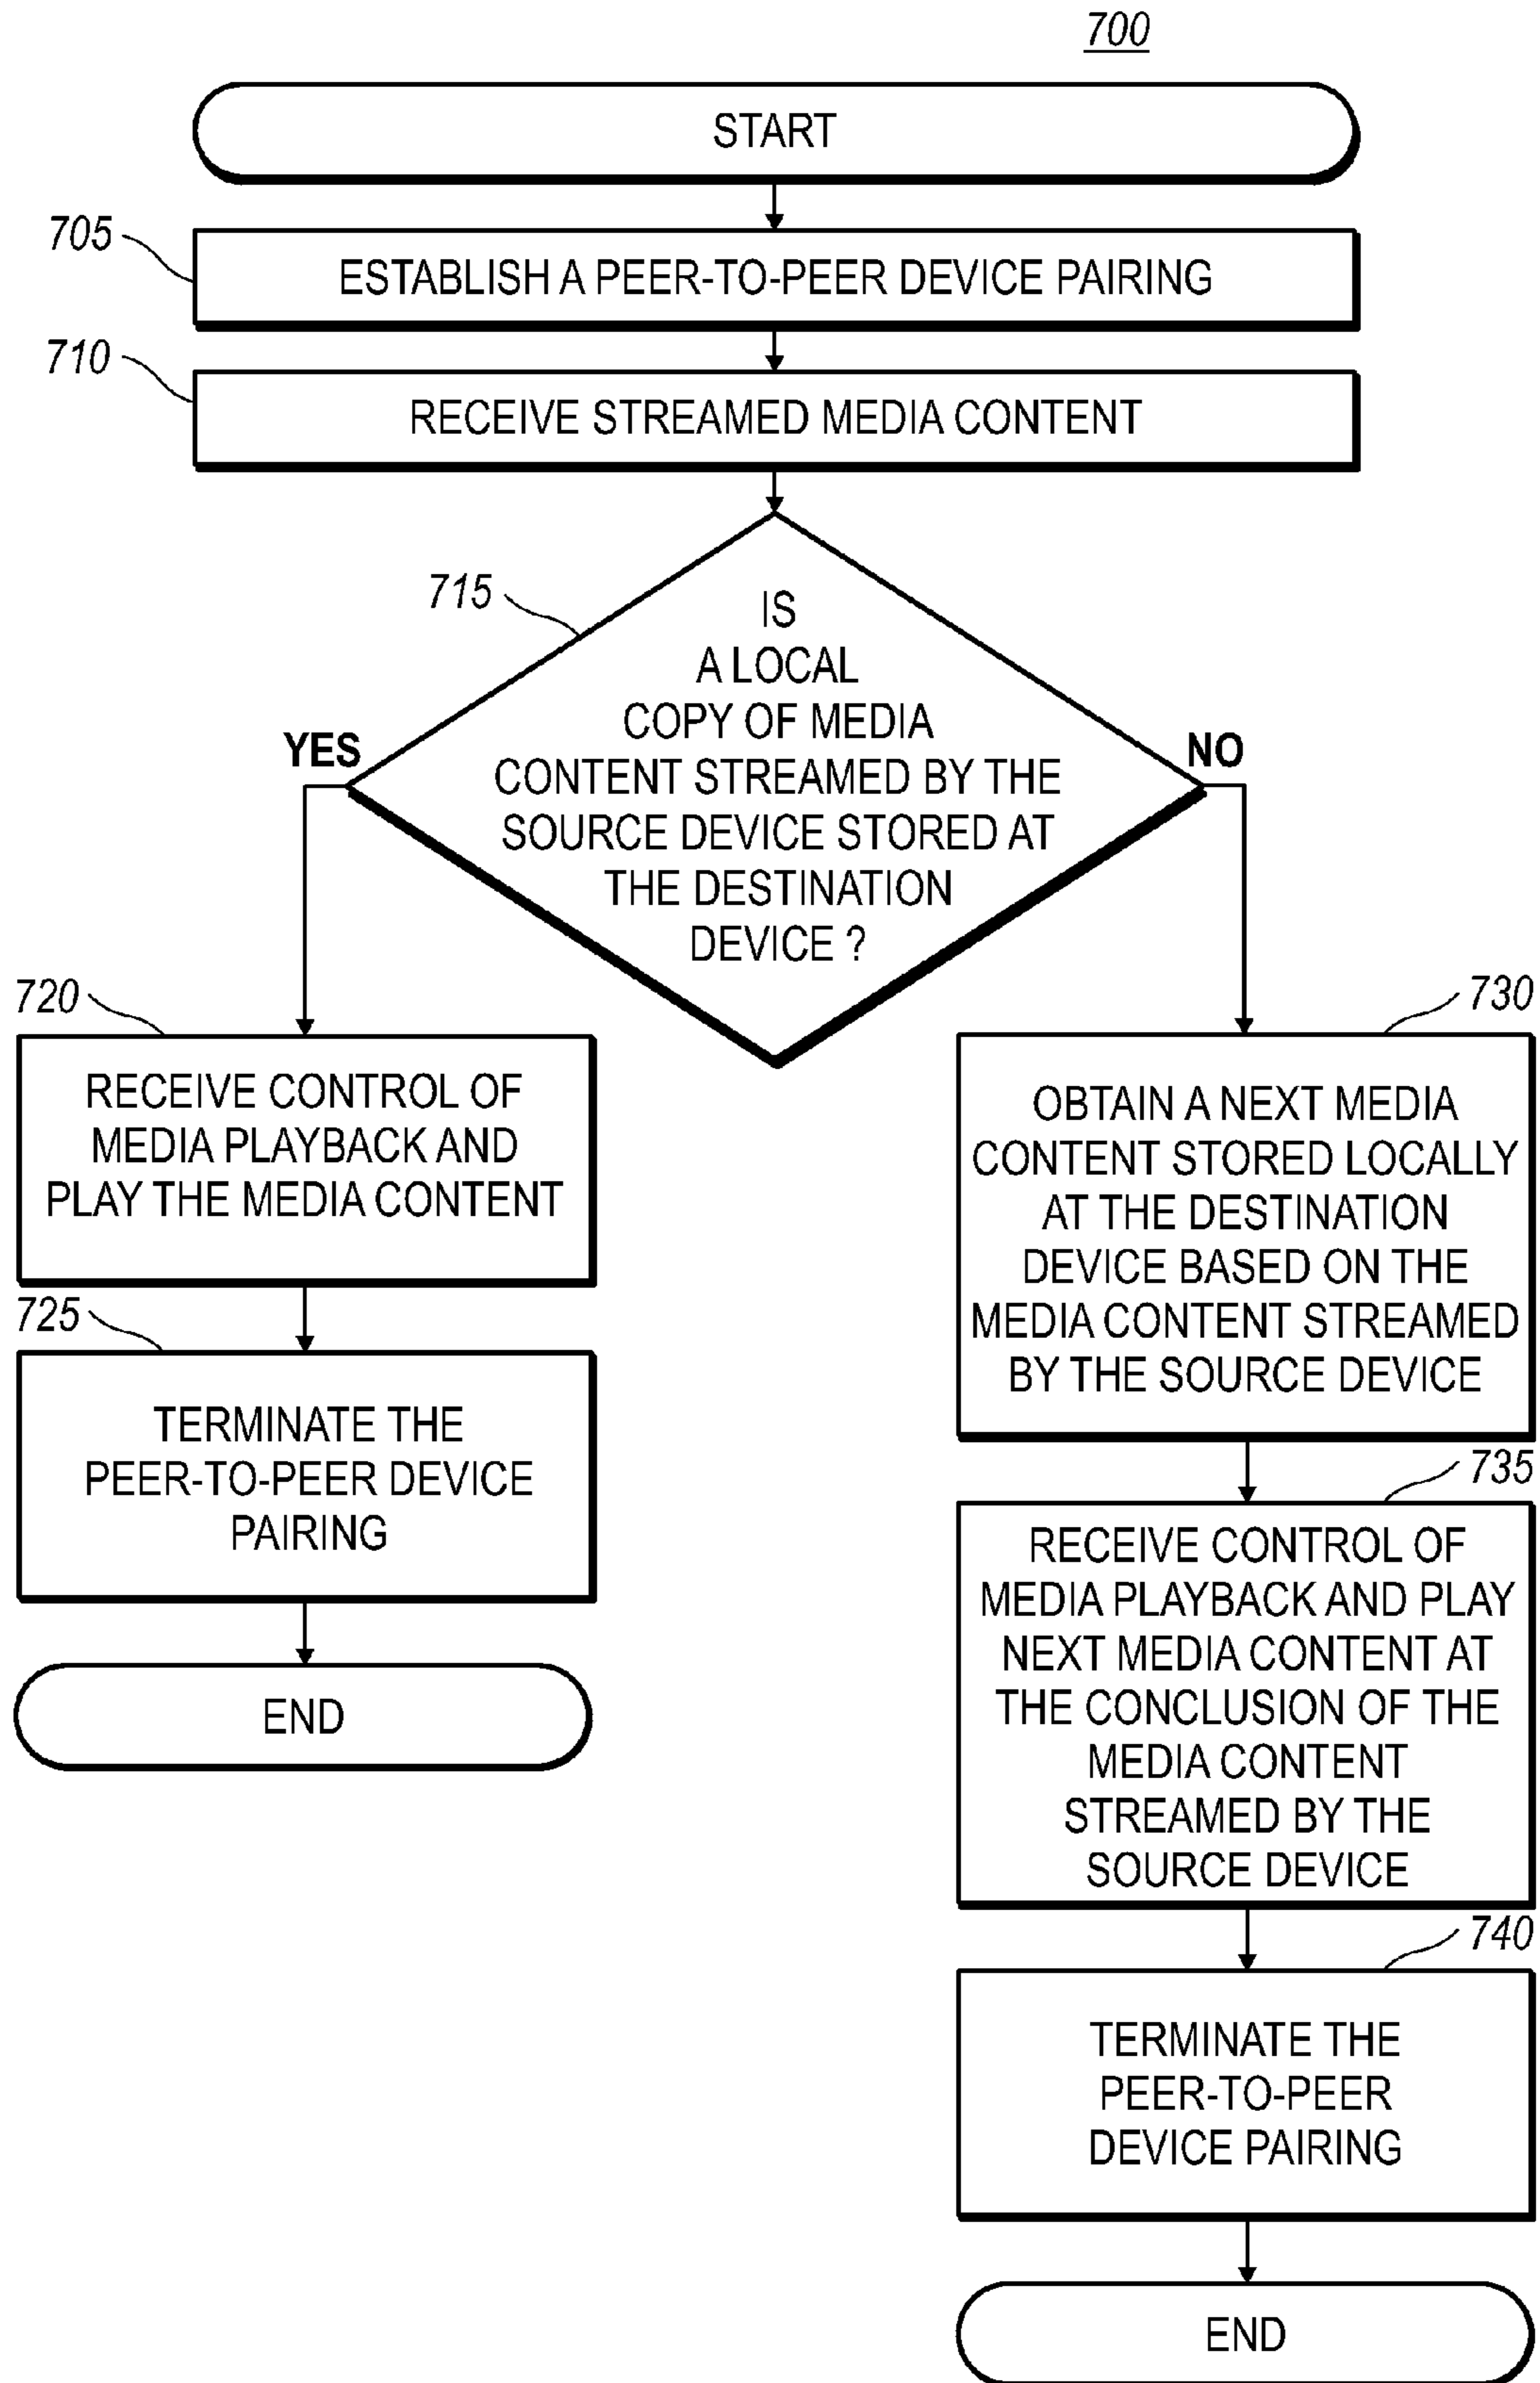 700
START
705
ESTABLISH A PEER-TO-PEER DEVICE PAIRING
710
RECEIVE STREAMED MEDIA CONTENT
715
IS
A LOCAL
COPY OF MEDIA
CONTENT STREAMED BY THE
SOURCE DEVICE STORED AT
THE DESTINATION
DEVICE ?
YES
NO
720
RECEIVE CONTROL OF
MEDIA PLAYBACK AND
PLAY THE MEDIA CONTENT
725
TERMINATE THE
PEER-TO-PEER DEVICE
PAIRING
END
730
OBTAIN A NEXT MEDIA
CONTENT STORED LOCALLY
AT THE DESTINATION
DEVICE BASED ON THE
MEDIA CONTENT STREAMED
BY THE SOURCE DEVICE
735
RECEIVE CONTROL OF
MEDIA PLAYBACK AND PLAY
NEXT MEDIA CONTENT AT
THE CONCLUSION OF THE
MEDIA CONTENT
STREAMED BY THE
SOURCE DEVICE
740
TERMINATE THE
PEER-TO-PEER
DEVICE PAIRING
END